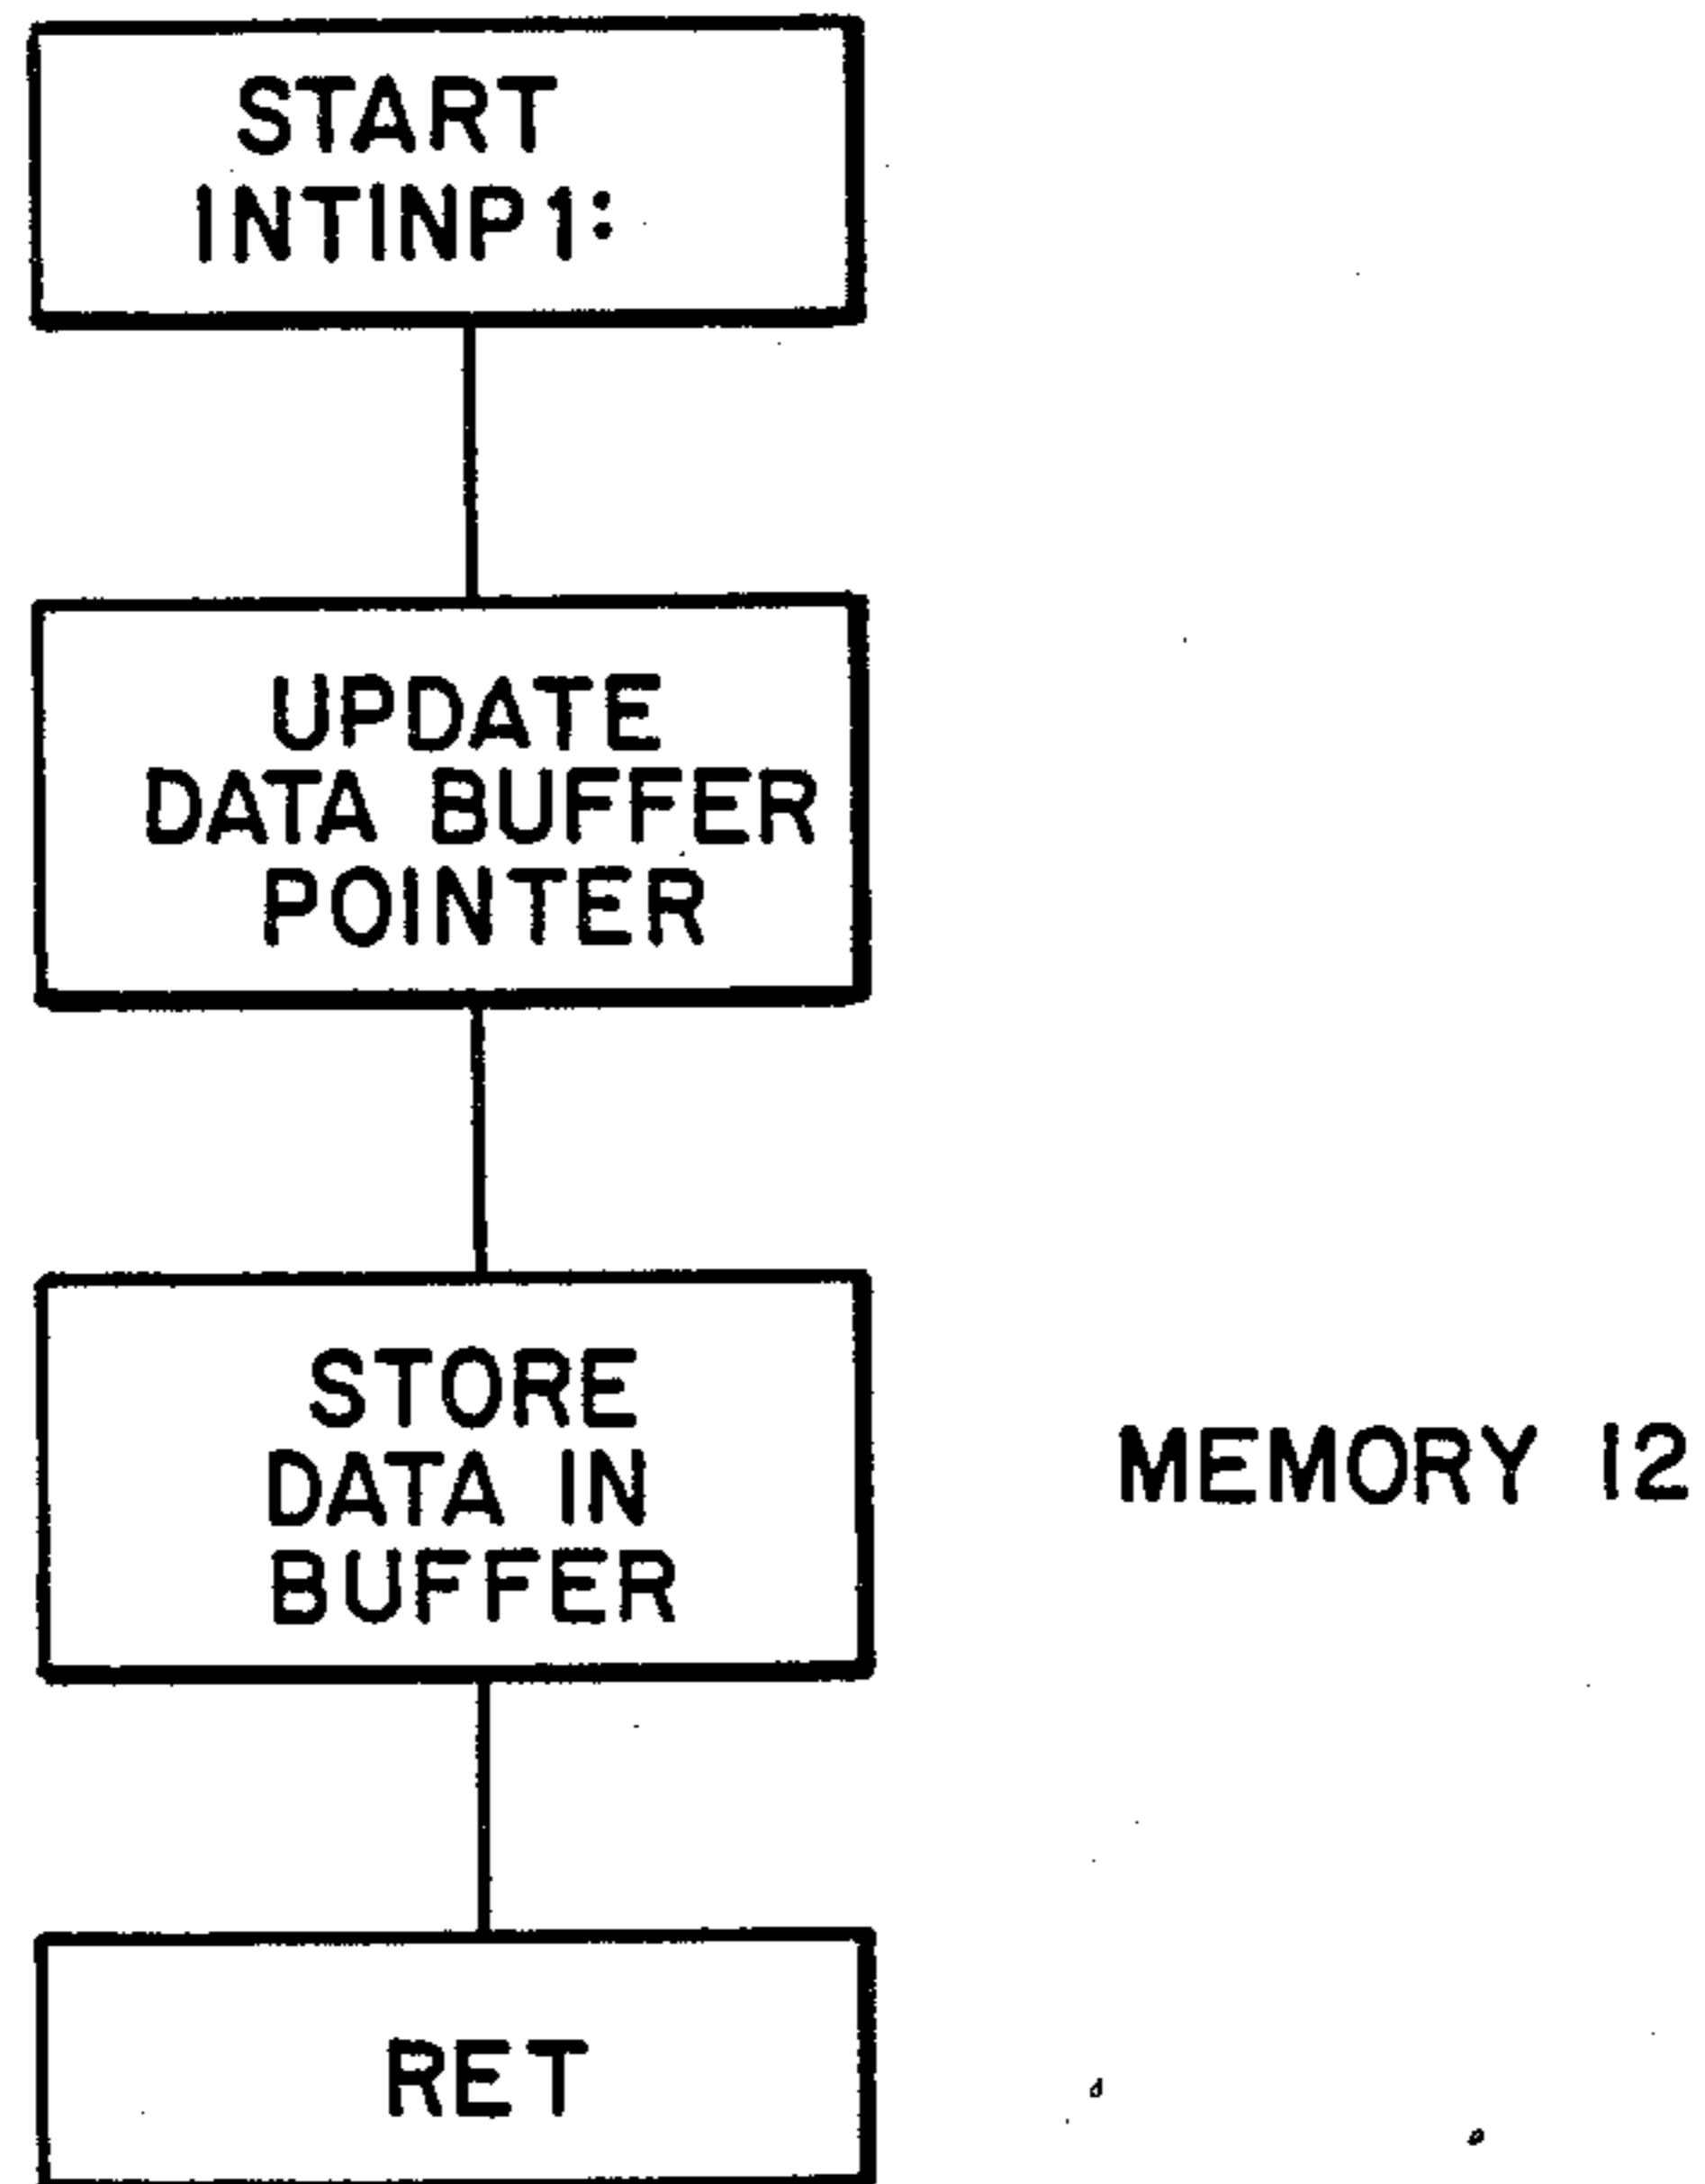 START
INTINP1:
UPDATE
DATA BUFFER
POINTER
STORE
DATA IN
BUFFER
MEMORY 12
RET